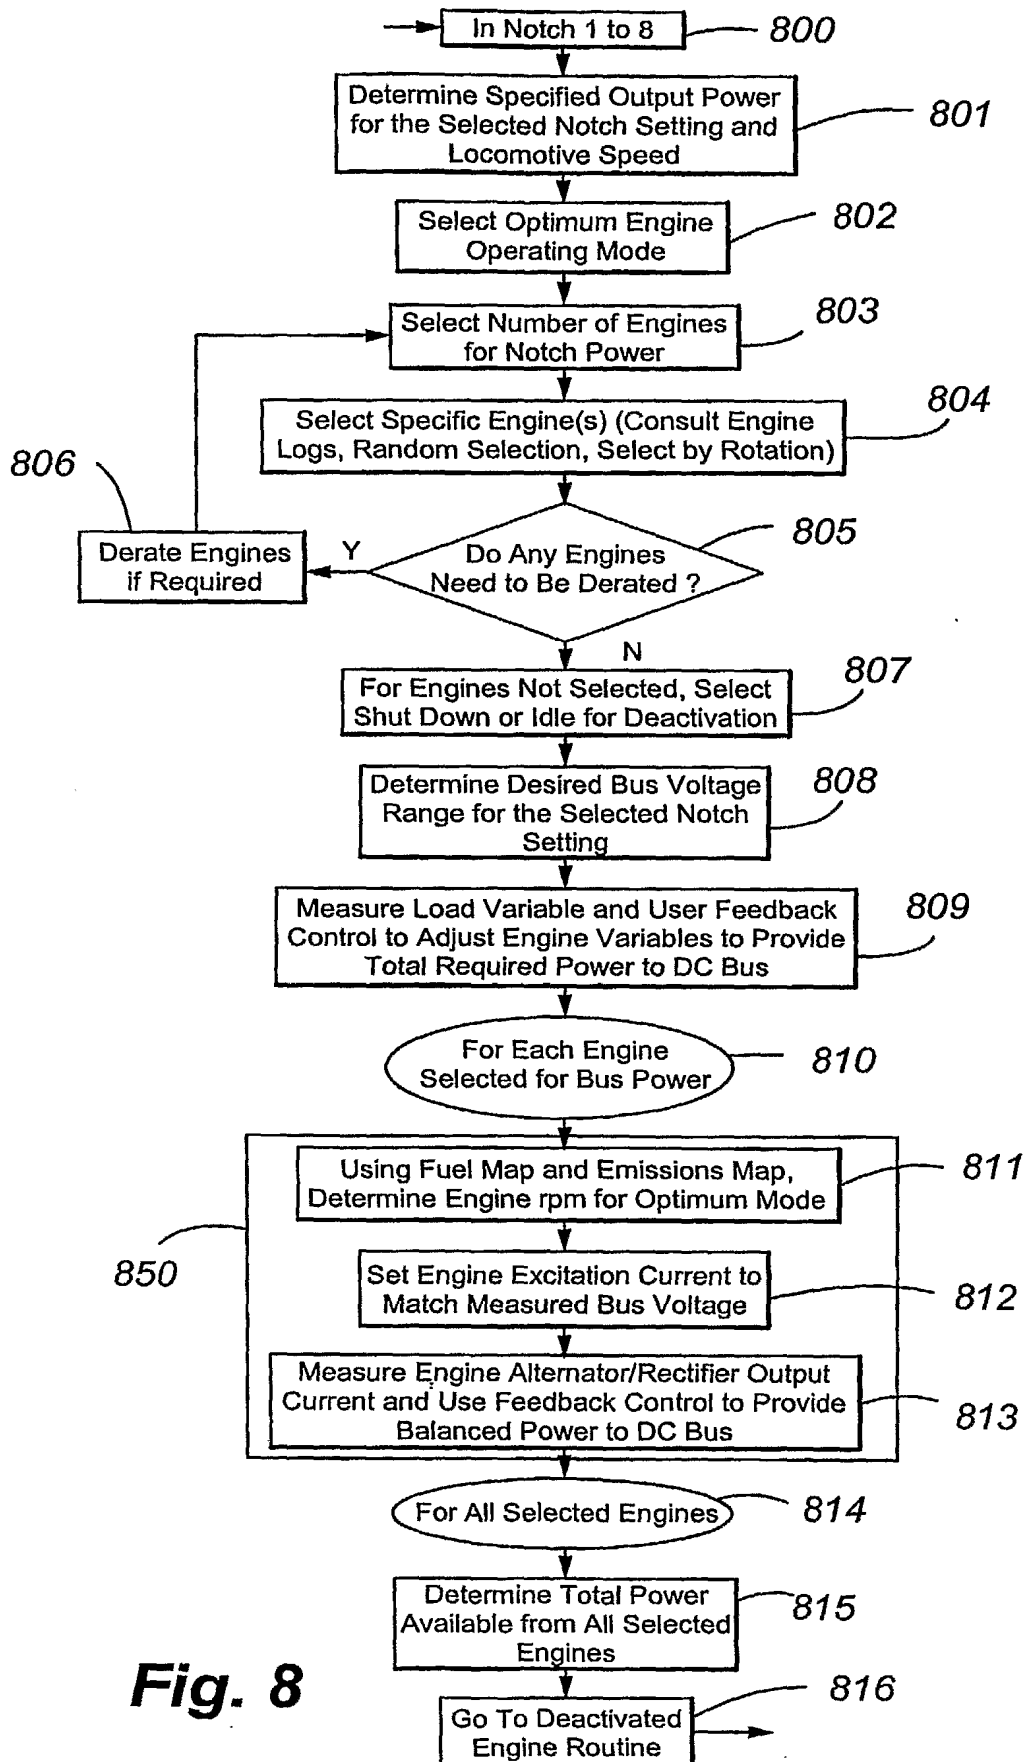 In Notch 1 to 8
800
Determine Specified Output Power
for the Selected Notch Setting and
Locomotive Speed
801
Select Optimum Engine
Operating Mode
802
Select Number of Engines
for Notch Power
803
Select Specific Engine(s) (Consult Engine
Logs, Random Selection, Select by Rotation)
804
806
Derate Engines
if Required
Y
Do Any Engines
Need to Be Derated ?
805
N
For Engines Not Selected, Select
Shut Down or Idle for Deactivation
807
Determine Desired Bus Voltage
Range for the Selected Notch
Setting
808
Measure Load Variable and User Feedback
Control to Adjust Engine Variables to Provide
Total Required Power to DC Bus
809
For Each Engine
Selected for Bus Power
810
Using Fuel Map and Emissions Map,
Determine Engine rpm for Optimum Mode
811
850
Set Engine Excitation Current to
Match Measured Bus Voltage
812
Measure Engine Alternator/Rectifier Output
Current and Use Feedback Control to Provide
Balanced Power to DC Bus
813
For All Selected Engines
814
Determine Total Power
Available from All Selected
Engines
815
Fig. 8
Go To Deactivated
Engine Routine
816